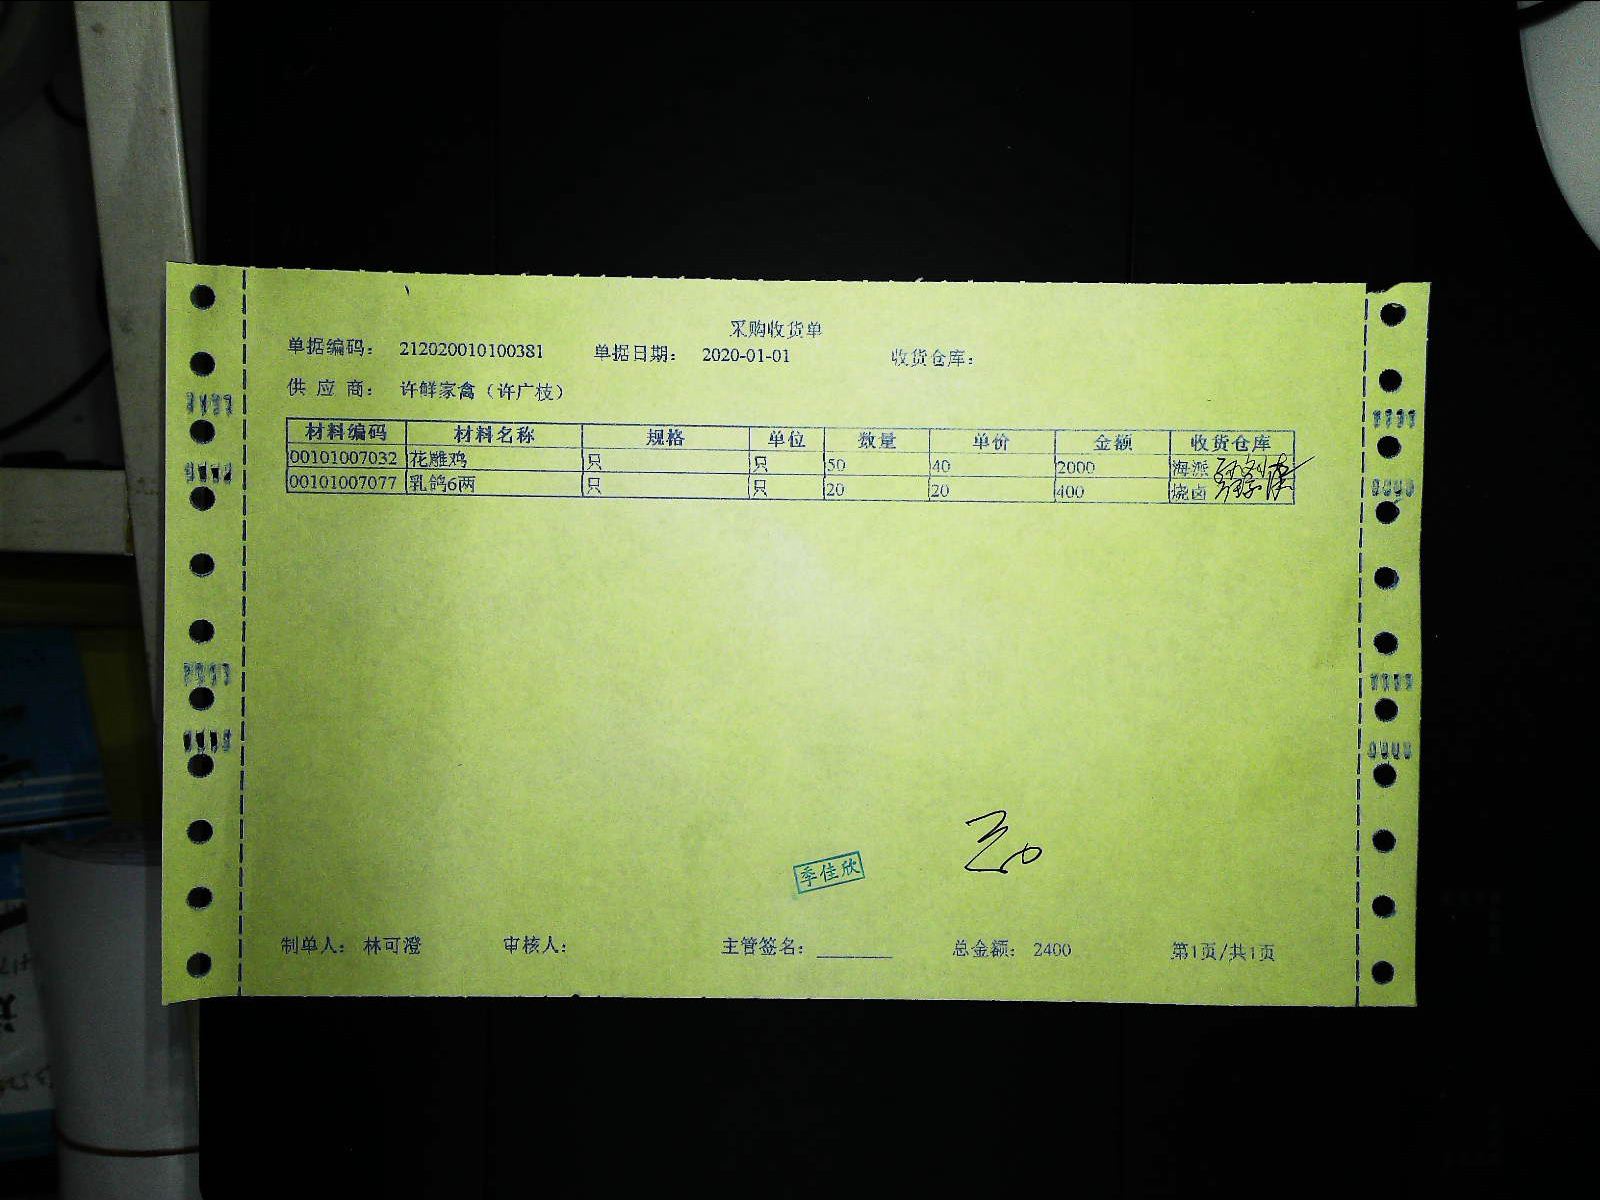 采购收货单
单据编码： 212020010100381 单据日期： 2020-01-01 收货仓库：
供 应 商： 许鲜家禽（许广枝）
材料编码 材料名称 规格 单位 数量 单价 金额 收货仓库
00101007032 花雕鸡 只 只 50 40 2000 海派
00101007077 乳鸽6两 只 只 20 20 400 烧卤
季佳欣
制单人： 林可澄 审核人： 主管签名： 总金额： 2400 第1页/共1页